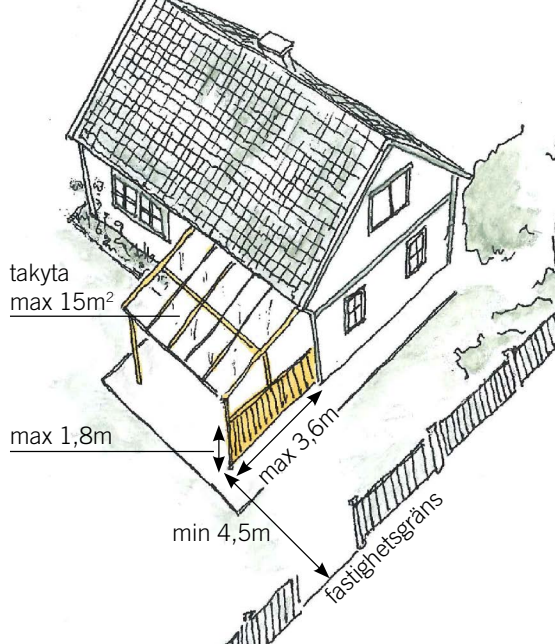 takyta
max 15m²
max 1,8m
max 3,6m
min 4,5m
fastighetsgräns